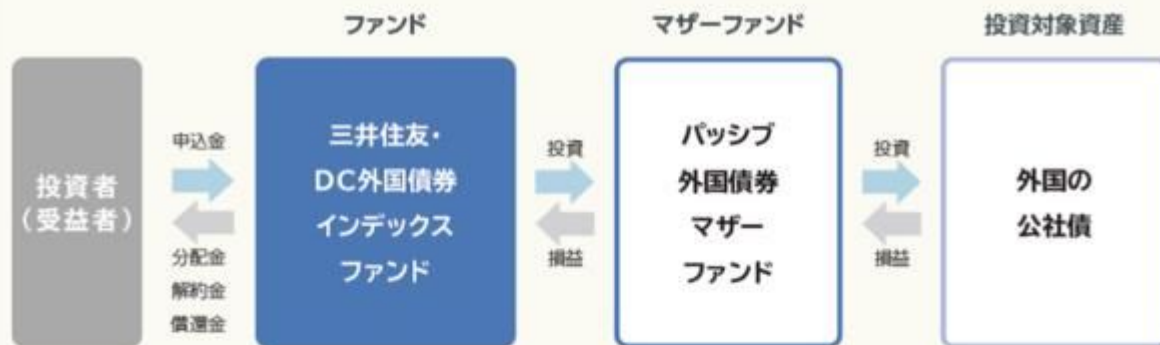 ファンド
マザーファンド
投資対象資産
投資者
（受益者）
申込金
分配金
解約金
償還金
三井住友・
DC外国債券
インデックス
ファンド
投資
損益
パッシブ
外国債券
マザー
ファンド
投資
損益
外国の
公社債